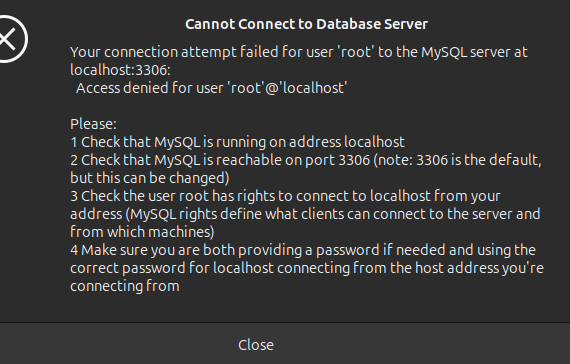 Cannot Connect to Database Server
Your connection attempt failed for user 'root' to the MySQL server at
localhost:3306:
Access denied for user 'root'@'localhost'
Please:
1 Check that MySQL is running on address localhost
2 Check that MySQL is reachable on port 3306 (note: 3306 is the default,
but this can be changed)
3 Check the user root has rights to connect to localhost from your
address (MySQL rights define what clients can connect to the server and
from which machines)
4 Make sure you are both providing a password if needed and using the
correct password for localhost connecting from the host address you're
connecting from
Close